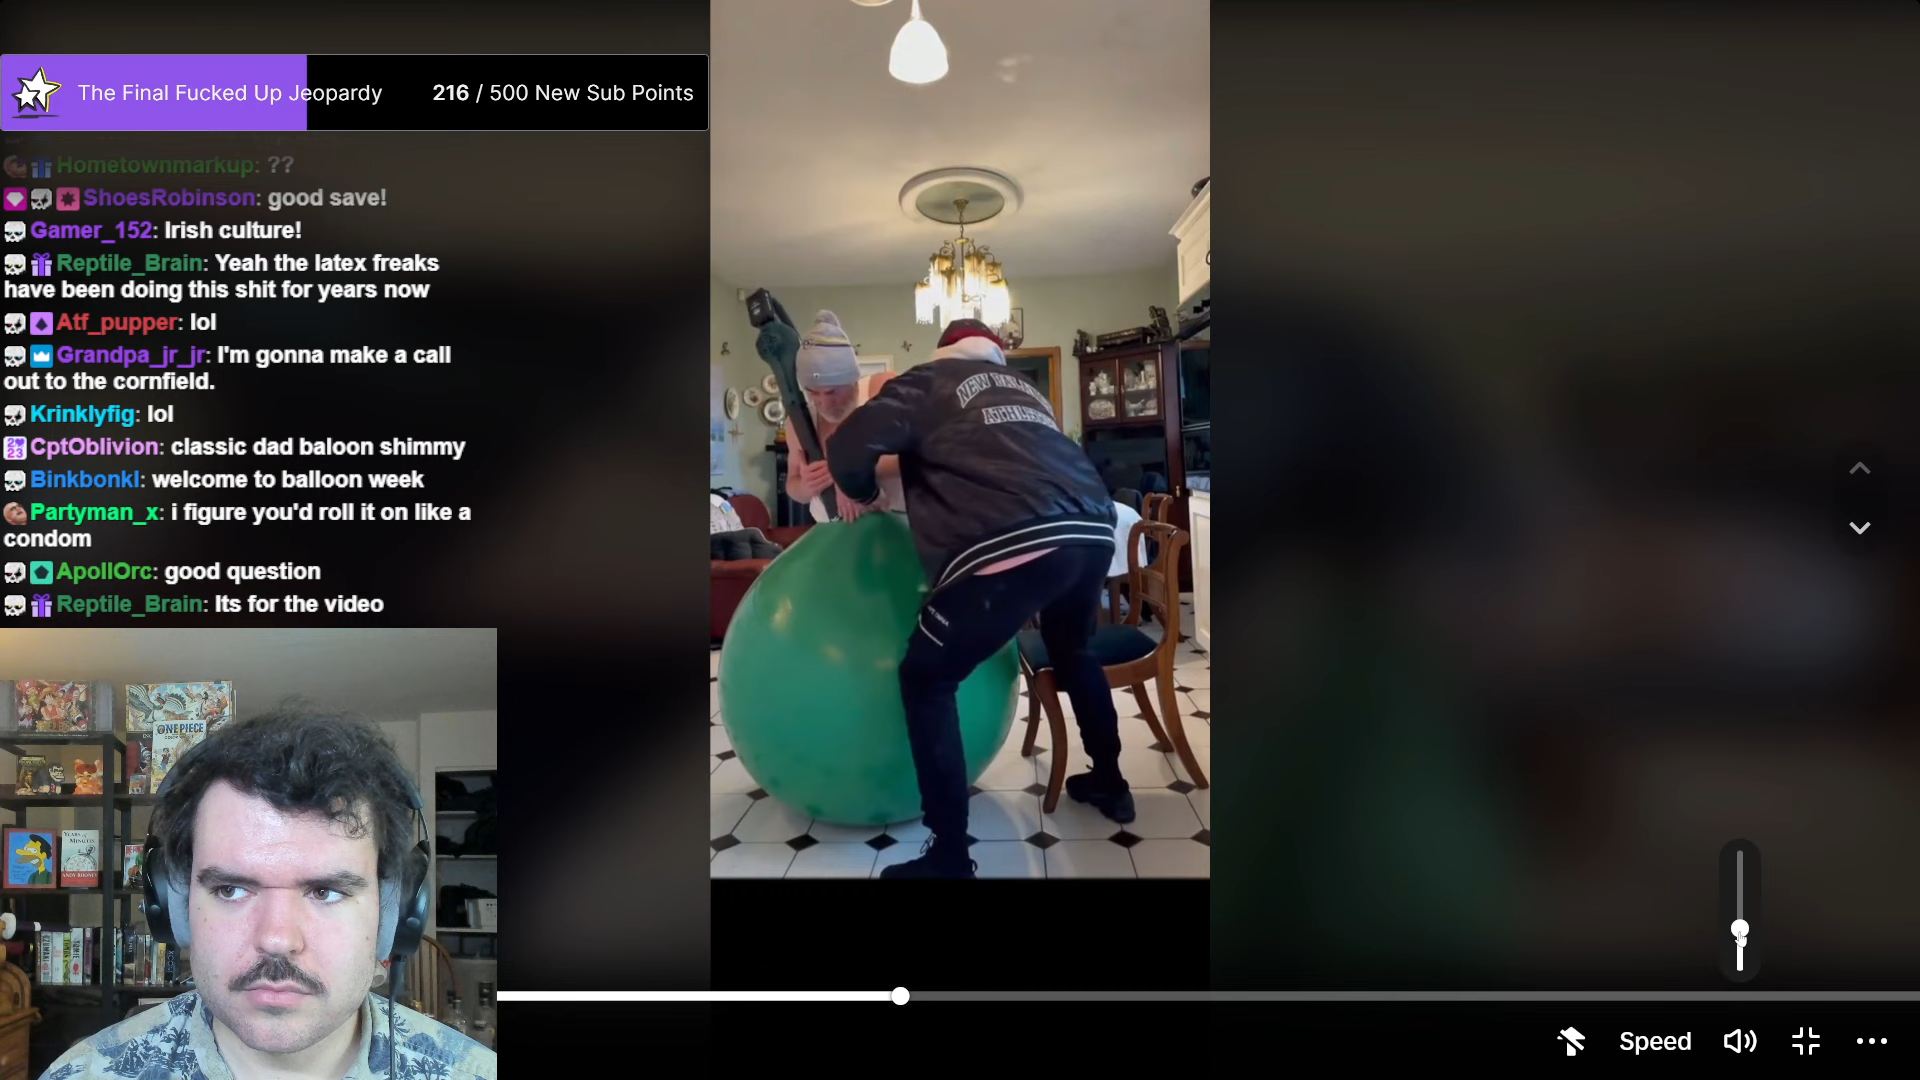 The Final Fucked Up Jeopardy 216 / 500 New Sub Points
Hometownmarkup: ??
ShoesRobinson: good save!
Gamer_152: Irish culture!
Reptile_Brain: Yeah the latex freaks
have been doing this shit for years now
Atf_pupper: lol
Grandpa_jr_jr: I'm gonna make a call
out to the cornfield.
Krinklyfig: lol
CptOblivion: classic dad baloon shimmy
Binkbonkl: welcome to balloon week
Partyman_x: i figure you'd roll it on like a
condom
ApollOrc: good question
Reptile_Brain: Its for the video
NEW
ONE PIECE
Speed